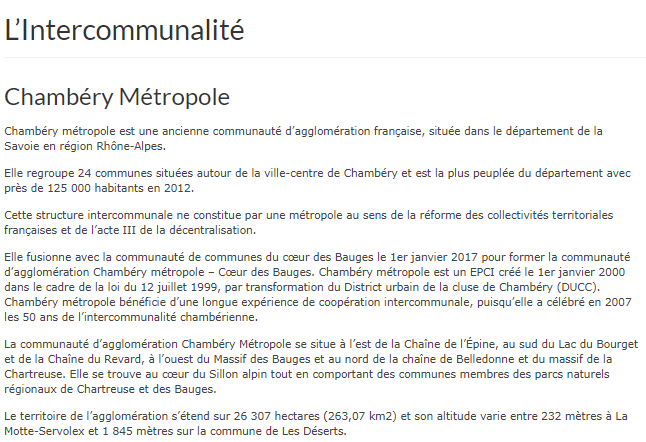 L’Intercommunalité
Chambéry Métropole
Chambéry métropole est une ancienne communauté d’agglomération française, située dans le département de la
Savoie en région Rhône-Alpes.
Elle regroupe 24 communes situées autour de la ville-centre de Chambéry et est la plus peuplée du département avec
près de 125 000 habitants en 2012.
Cette structure intercommunale ne constitue par une métropole au sens de la réforme des collectivités territoriales
françaises et de l’acte III de la décentralisation.
Elle fusionne avec la communauté de communes du cœur des Bauges le 1er janvier 2017 pour former la communauté
d’agglomération Chambéry métropole – Cœur des Bauges. Chambéry métropole est un EPCI créé le 1er janvier 2000
dans le cadre de la loi du 12 juillet 1999, par transformation du District urbain de la cluse de Chambéry (DUCC).
Chambéry métropole bénéficie d’une longue expérience de coopération intercommunale, puisqu’elle a célébré en 2007
les 50 ans de l’intercommunalité chambérienne.
La communauté d’agglomération Chambéry Métropole se situe à l’est de la Chaîne de l’Épine, au sud du Lac du Bourget
et de la Chaîne du Revard, à l’ouest du Massif des Bauges et au nord de la chaîne de Belledonne et du massif de la
Chartreuse. Elle se trouve au cœur du Sillon alpin tout en comportant des communes membres des parcs naturels
régionaux de Chartreuse et des Bauges.
Le territoire de l’agglomération s’étend sur 26 307 hectares (263,07 km2) et son altitude varie entre 232 mètres à La
Motte-Servolex et 1 845 mètres sur la commune de Les Déserts.